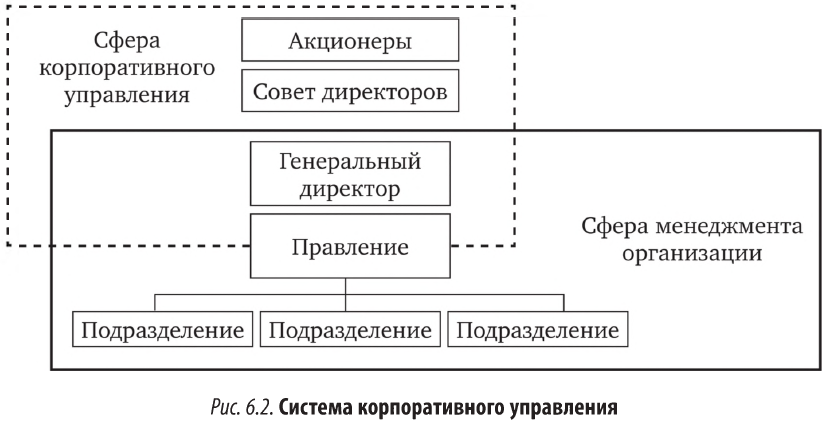 Сфера
корпоративного
управления
Акционеры
Совет директоров
Генеральный
директор
Правление
Сфера менеджмента
организации
Подразделение
Подразделение
Подразделение
Рис. 6.2. Система корпоративного управления